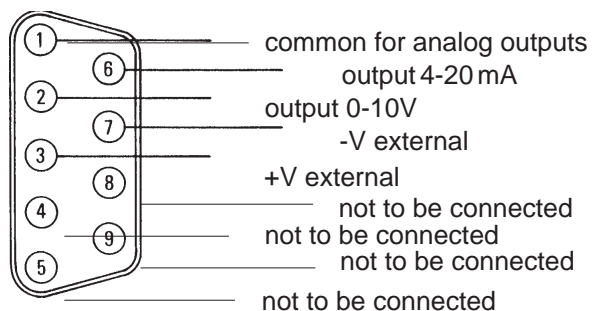 1 common for analog outputs
6 output 4-20 mA
2 output 0-10V
7 -V external
3 +V external
8 not to be connected
4 not to be connected
9 not to be connected
5 not to be connected